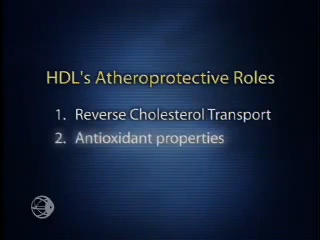 HDL's Atheroprotective Roles
1. Reverse Cholesterol Transport
2. Antioxidant properties